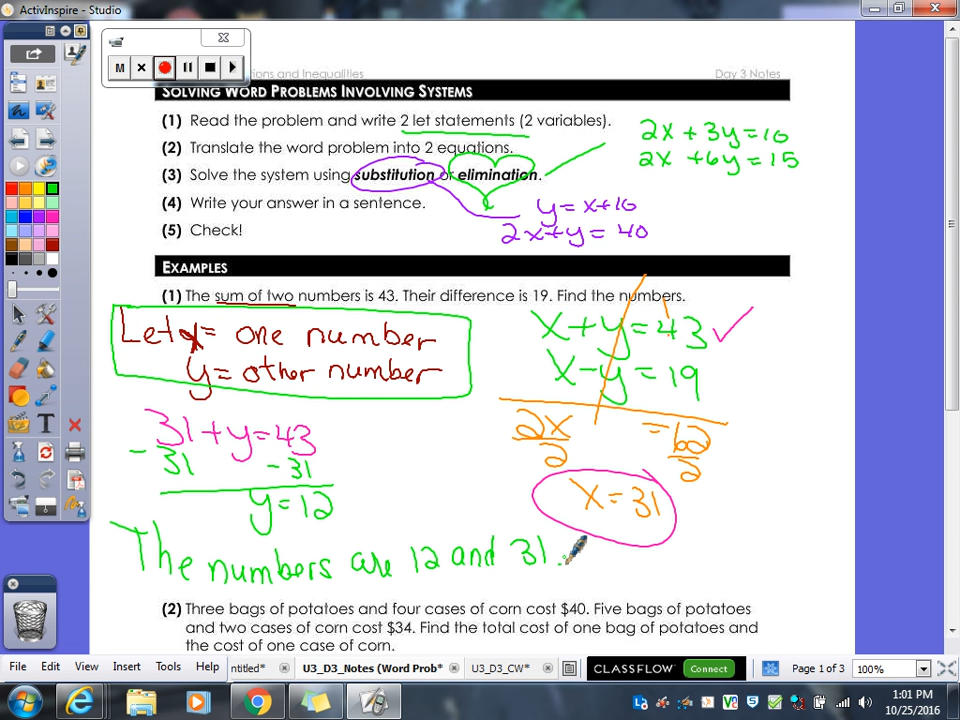 ActivInspire - Studio
M
ions and Inequalities
Day 3 Notes
SOLVING WORD PROBLEMS INVOLVING SYSTEMS
(1) Read the problem and write 2 let statements (2 variables).
2x + 3y = 10
(2) Translate the word problem into 2 equations.
2x + 6y = 15
(3) Solve the system using substitution or elimination.
(4) Write your answer in a sentence.
y = x+10
(5) Check!
2x+y = 40
EXAMPLES
(1) The sum of two numbers is 43. Their difference is 19. Find the numbers.
Let x= one number
y= other number
x+y=43
x-y=19
2x = 62
2 2
x=31
31+y=43
-31 -31
y=12
The numbers are 12 and 31.
(2) Three bags of potatoes and four cases of corn cost $40. Five bags of potatoes
and two cases of corn cost $34. Find the total cost of one bag of potatoes and
the cost of one case of corn.
File View Insert Tools Help ntitled* U3_D3_Notes (Word Prob* U3_D3_CW* CLASSFLOW Connect Page 1 of 3 100%
1:01 PM
10/25/2016